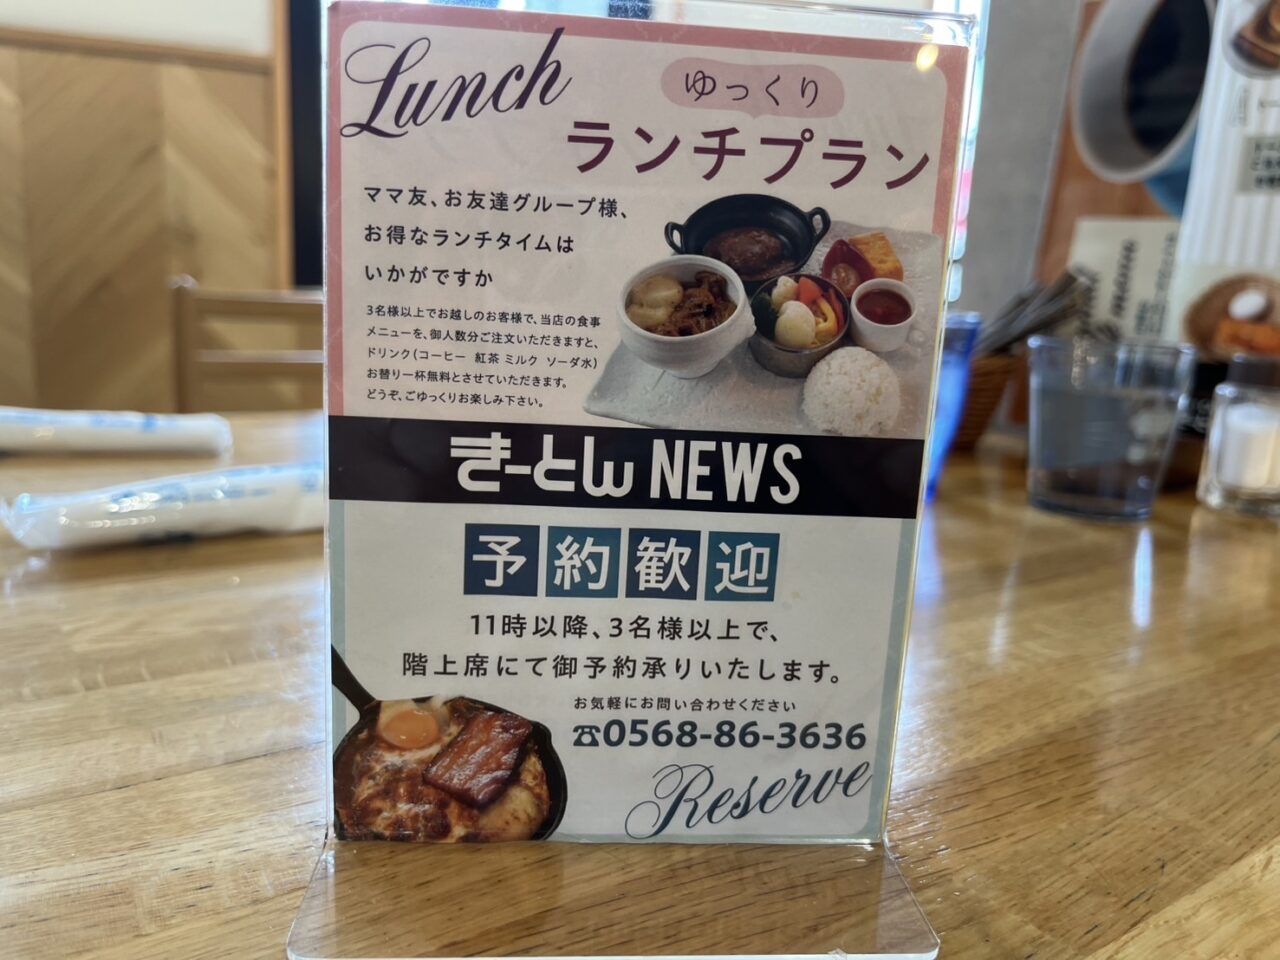 Lunch
ゆっくり
ランチプラン
ママ友、お友達グループ様、
お得なランチタイムは
いかがですか
3名様以上でお越しのお客様で、当店の食事
メニューを、御人数分ご注文いただきますと、
ドリンク(コーヒー 紅茶 ミルク ソーダ水)
お替り一杯無料とさせていただきます。
どうぞ、ごゆっくりお楽しみ下さい。
きーとんNEWS
予約歓迎
11時以降、3名様以上で、
階上席にて御予約承りいたします。
お気軽にお問い合わせください
☎0568-86-3636
Reserve